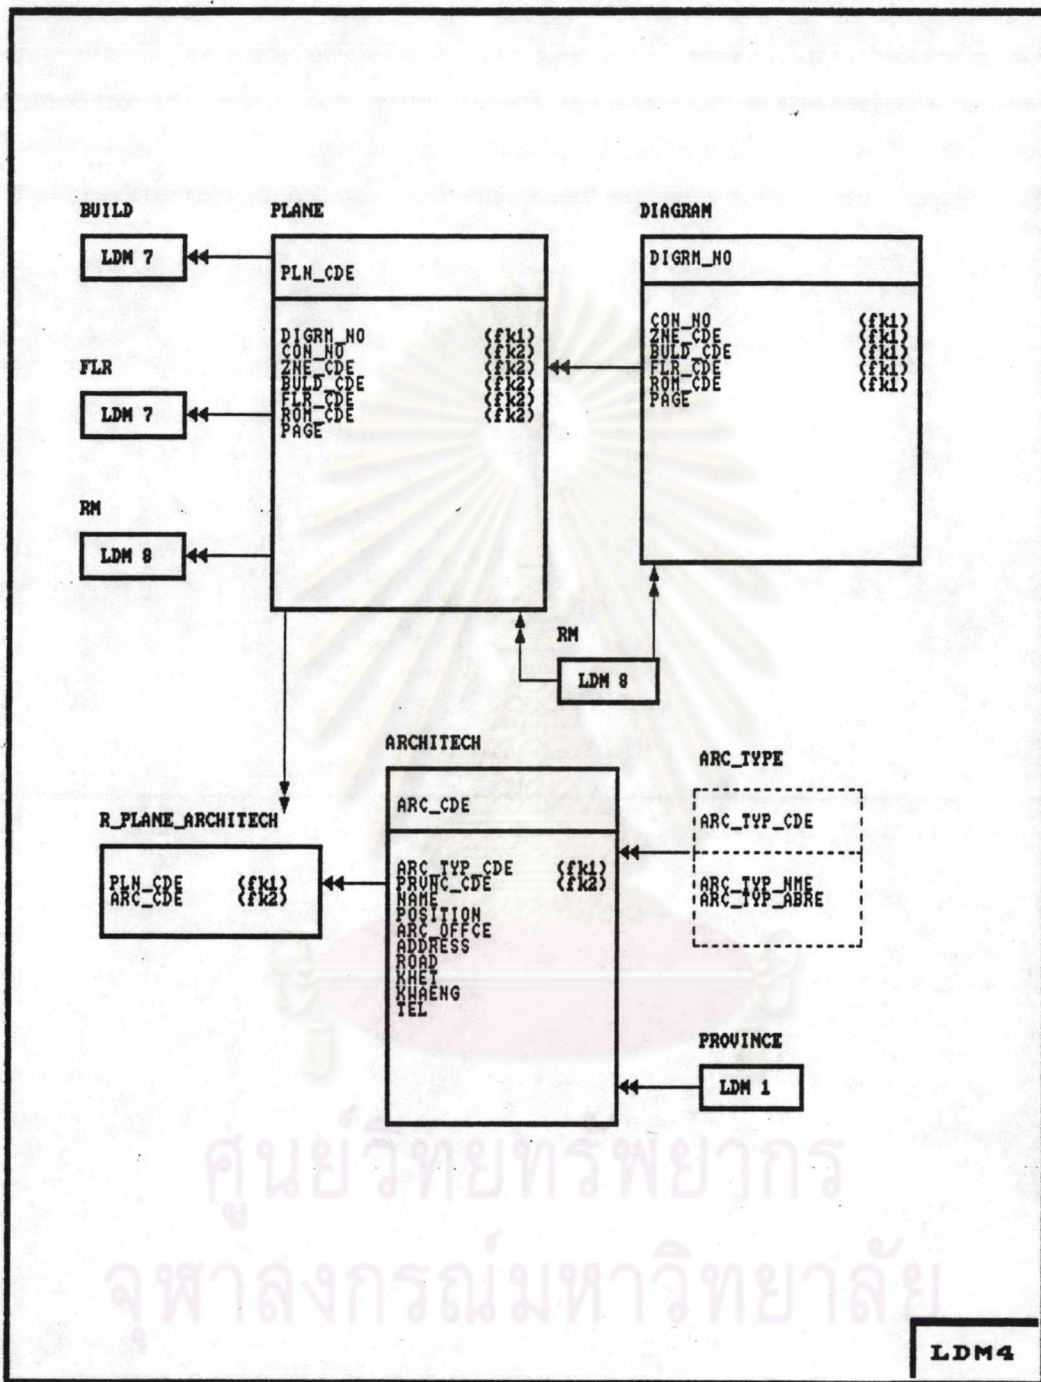 BUILD
LDM 7
FLR
LDM 7
RM
LDM 8
PLANE
PLN_CDE
DIGRM_NO (fk1)
CON_NO (fk2)
ZNE_CDE (fk2)
BULD_CDE (fk2)
FLR_CDE (fk2)
ROM_CDE (fk2)
PAGE
DIAGRAM
DIGRM_NO
CON_NO (fk1)
ZNE_CDE (fk1)
BULD_CDE (fk1)
FLR_CDE (fk1)
ROM_CDE (fk1)
PAGE
RM
LDM 8
R_PLANE_ARCHITECH
PLN_CDE (fk1)
ARC_CDE (fk2)
ARCHITECH
ARC_CDE
ARC_TYP_CDE (fk1)
PRVNC_CDE (fk2)
NAME
POSITION
ARC_OFFCE
ADDRESS
ROAD
KHET
KWAENG
TEL
ARC_TYPE
ARC_TYP_CDE
ARC_TYP_NME
ARC_TYP_ABRE
PROVINCE
LDM 1
ศูนย์วิทยทรัพยากร
จุฬาลงกรณ์มหาวิทยาลัย
LDM4